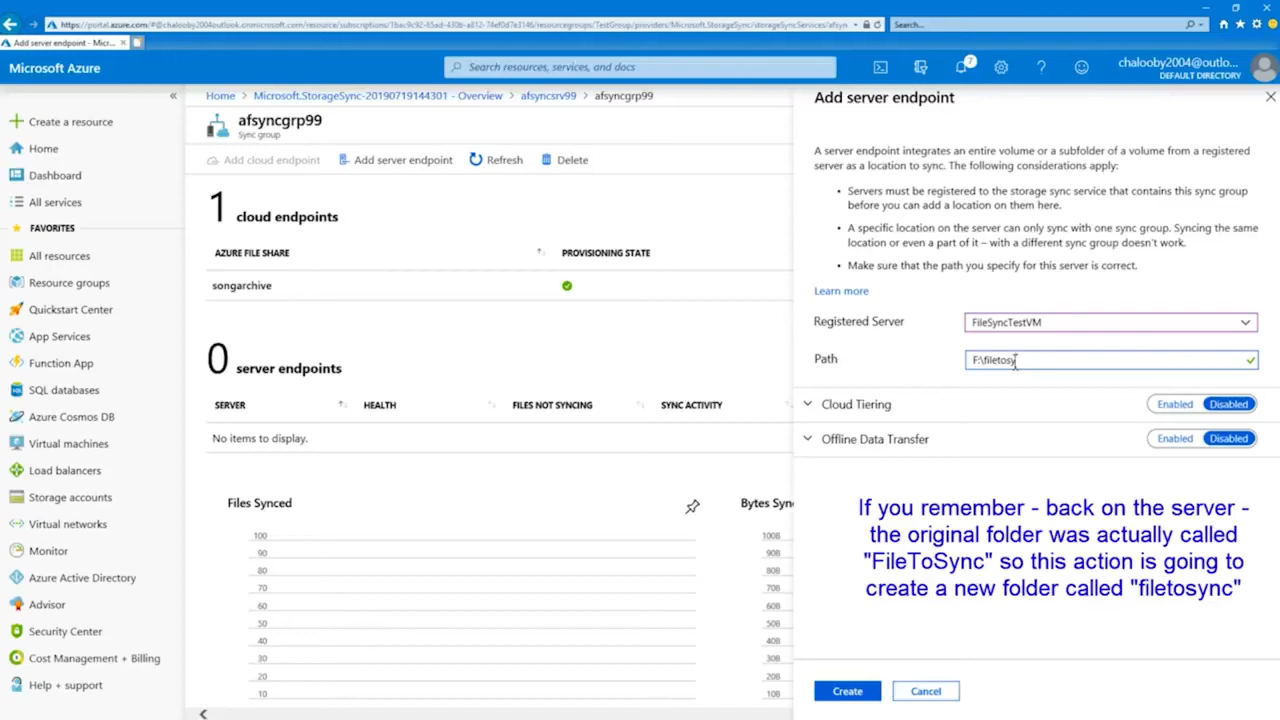 https://portal.azure.com/#@chalooby2004outlook.onmicrosoft.com/resource/subscriptions/
Search...
Add server endpoint - Micr...
Microsoft Azure
Search resources, services, and docs
7
chalooby2004@outlo...
DEFAULT DIRECTORY
Create a resource
Home
Dashboard
All services
FAVORITES
All resources
Resource groups
Quickstart Center
App Services
Function App
SQL databases
Azure Cosmos DB
Virtual machines
Load balancers
Storage accounts
Virtual networks
Monitor
Azure Active Directory
Advisor
Security Center
Cost Management + Billing
Help + support
Home > Microsoft.StorageSync-20190719144301 - Overview > afsyncsrv99 > afsyncgrp99
afsyncgrp99
Sync group
Add cloud endpoint Add server endpoint Refresh Delete
1 cloud endpoints
AZURE FILE SHARE PROVISIONING STATE
songarchive
0 server endpoints
SERVER HEALTH FILES NOT SYNCING SYNC ACTIVITY
No items to display.
Files Synced
100
90
80
70
60
50
40
30
20
10
Bytes Sync
100B
90B
80B
70B
60B
50B
40B
30B
20B
10B
Add server endpoint
A server endpoint integrates an entire volume or a subfolder of a volume from a registered
server as a location to sync. The following considerations apply:
• Servers must be registered to the storage sync service that contains this sync group
before you can add a location on them here.
• A specific location on the server can only sync with one sync group. Syncing the same
location or even a part of it – with a different sync group doesn't work.
• Make sure that the path you specify for this server is correct.
Learn more
Registered Server FileSyncTestVM
Path F:\filetosy
Cloud Tiering Enabled Disabled
Offline Data Transfer Enabled Disabled
If you remember - back on the server -
the original folder was actually called
"FileToSync" so this action is going to
create a new folder called "filetosync"
Create Cancel